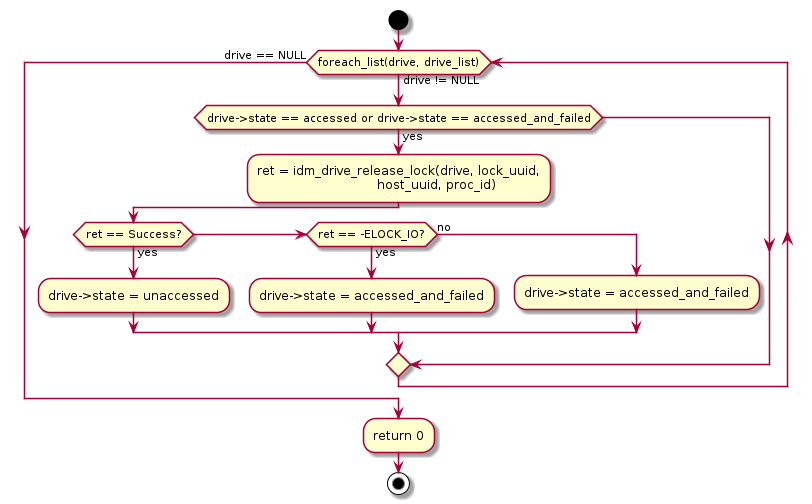 drive == NULL
foreach_list(drive, drive_list)
drive != NULL
drive->state == accessed or drive->state == accessed_and_failed
yes
ret = idm_drive_release_lock(drive, lock_uuid,
host_uuid, proc_id)
ret == Success?
ret == -ELOCK_IO?
no
yes
yes
drive->state = unaccessed
drive->state = accessed_and_failed
drive->state = accessed_and_failed
return 0